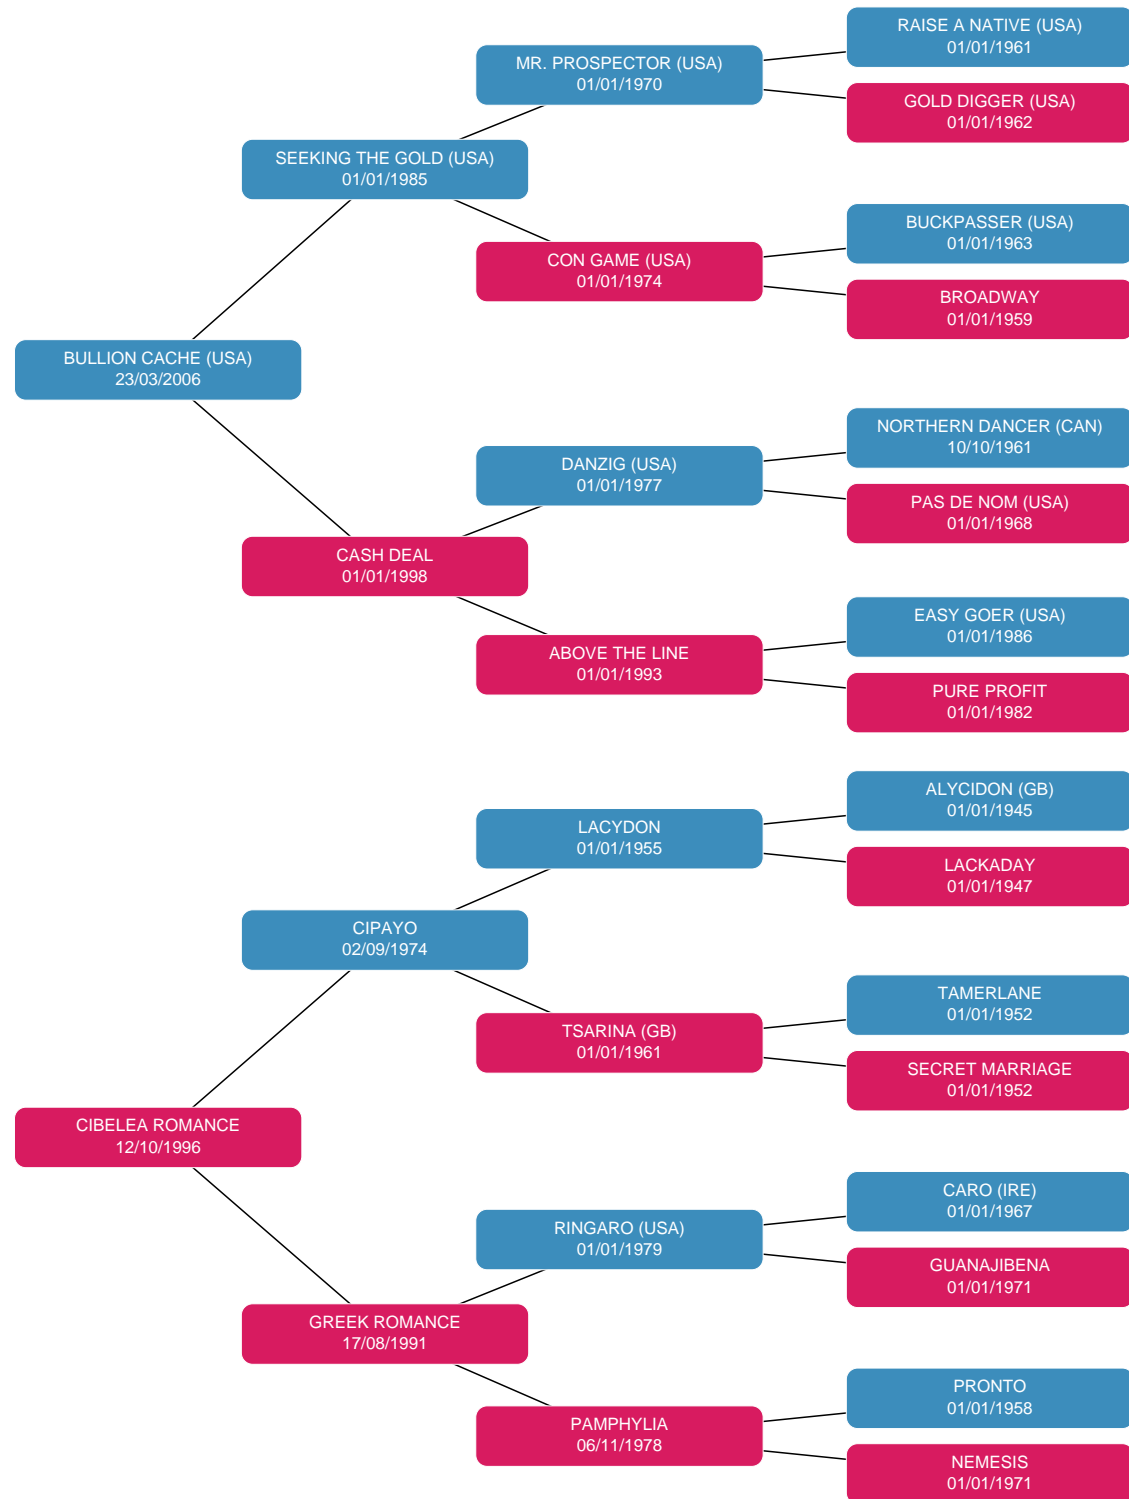 RAISE A NATIVE (USA)
01/01/1961
MR. PROSPECTOR (USA)
01/01/1970
GOLD DIGGER (USA)
01/01/1962
SEEKING THE GOLD (USA)
01/01/1985
BUCKPASSER (USA)
01/01/1963
CON GAME (USA)
01/01/1974
BROADWAY
01/01/1959
BULLION CACHE (USA)
23/03/2006
NORTHERN DANCER (CAN)
10/10/1961
DANZIG (USA)
01/01/1977
PAS DE NOM (USA)
01/01/1968
CASH DEAL
01/01/1998
EASY GOER (USA)
01/01/1986
ABOVE THE LINE
01/01/1993
PURE PROFIT
01/01/1982
ALYCIDON (GB)
01/01/1945
LACYDON
01/01/1955
LACKADAY
01/01/1947
CIPAYO
02/09/1974
TAMERLANE
01/01/1952
TSARINA (GB)
01/01/1961
SECRET MARRIAGE
01/01/1952
CIBELEA ROMANCE
12/10/1996
CARO (IRE)
01/01/1967
RINGARO (USA)
01/01/1979
GUANAJIBENA
01/01/1971
GREEK ROMANCE
17/08/1991
PRONTO
01/01/1958
PAMPHYLIA
06/11/1978
NEMESIS
01/01/1971